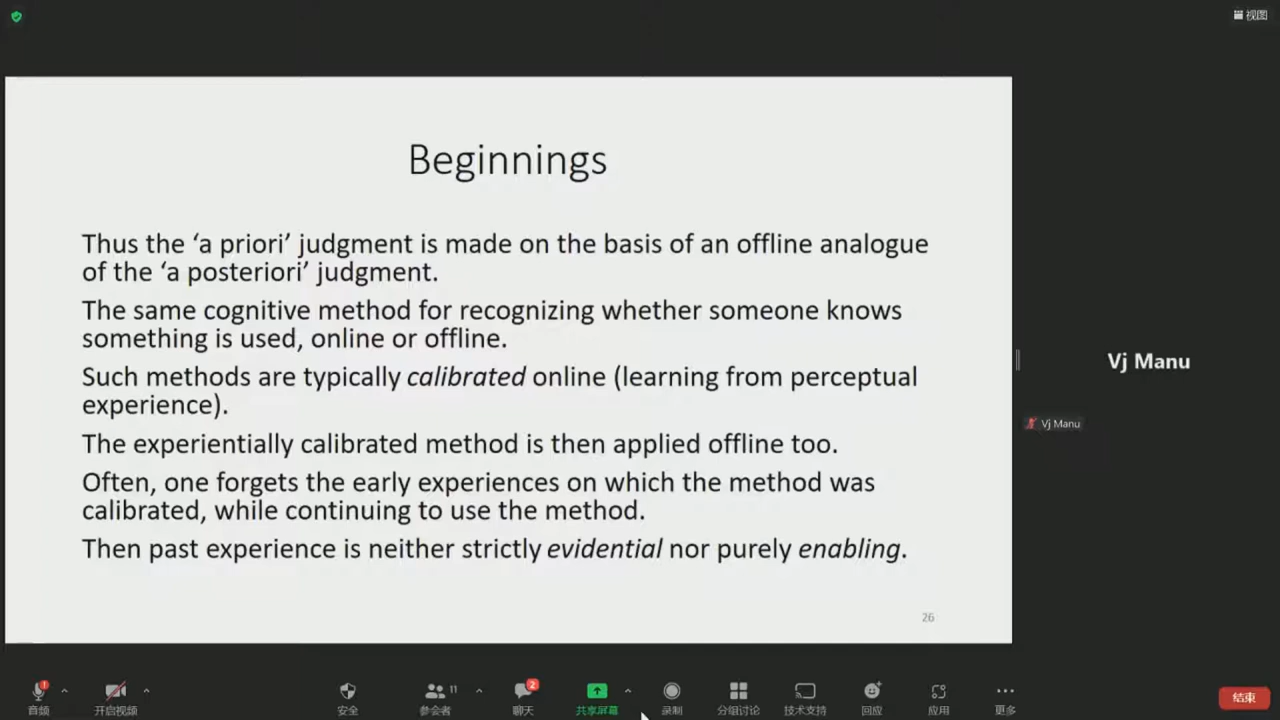 视图
Beginnings
Thus the ‘a priori’ judgment is made on the basis of an offline analogue
of the ‘a posteriori’ judgment.
The same cognitive method for recognizing whether someone knows
something is used, online or offline.
Such methods are typically calibrated online (learning from perceptual
experience).
The experientially calibrated method is then applied offline too.
Often, one forgets the early experiences on which the method was
calibrated, while continuing to use the method.
Then past experience is neither strictly evidential nor purely enabling.
26
Vj Manu
Vj Manu
11
2
音频
开启视频
安全
参会者
聊天
共享屏幕
录制
分组讨论
技术支持
回应
应用
更多
结束